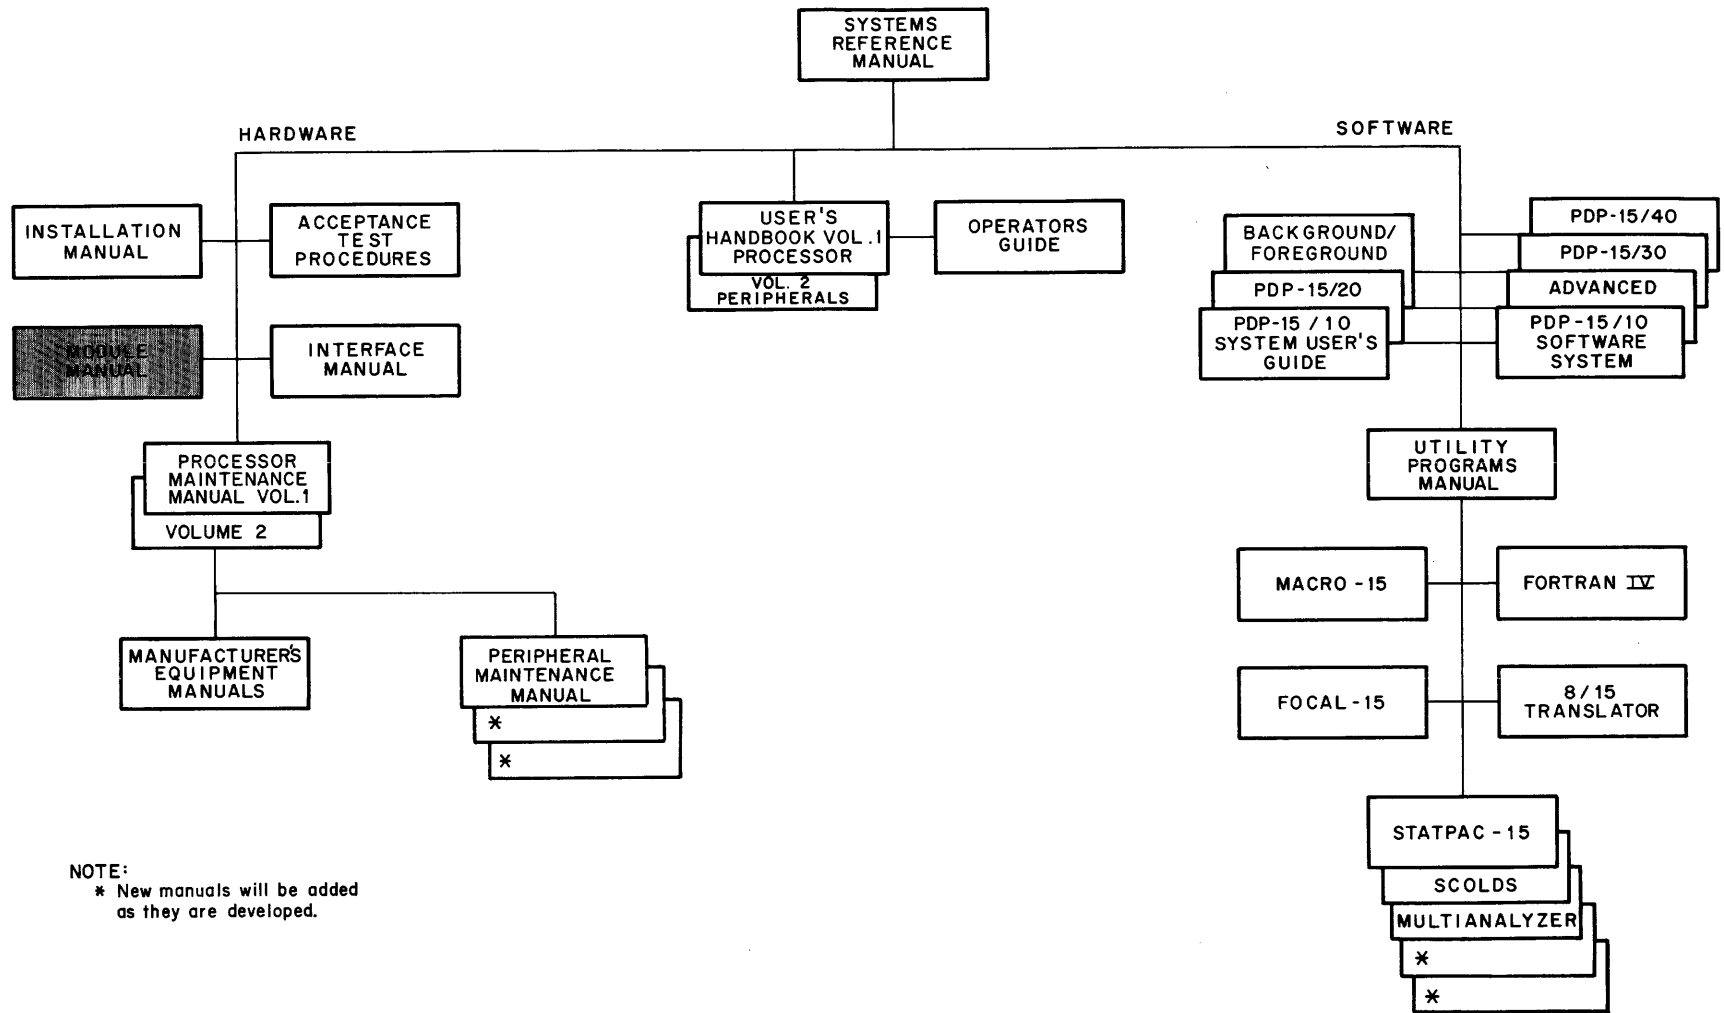 SYSTEMS
REFERENCE
MANUAL
HARDWARE
SOFTWARE
INSTALLATION
MANUAL
ACCEPTANCE
TEST
PROCEDURES
MODULE
MANUAL
INTERFACE
MANUAL
PROCESSOR
MAINTENANCE
MANUAL VOL.1
VOLUME 2
MANUFACTURER'S
EQUIPMENT
MANUALS
PERIPHERAL
MAINTENANCE
MANUAL
*
*
USER'S
HANDBOOK VOL.1
PROCESSOR
VOL. 2
PERIPHERALS
OPERATORS
GUIDE
BACKGROUND/
FOREGROUND
PDP-15/20
PDP-15 / 10
SYSTEM USER'S
GUIDE
PDP-15/40
PDP-15/30
ADVANCED
PDP-15/10
SOFTWARE
SYSTEM
UTILITY
PROGRAMS
MANUAL
MACRO-15
FORTRAN IV
FOCAL-15
8/15
TRANSLATOR
STATPAC-15
SCOLDS
MULTIANALYZER
*
*
NOTE:
* New manuals will be added
as they are developed.